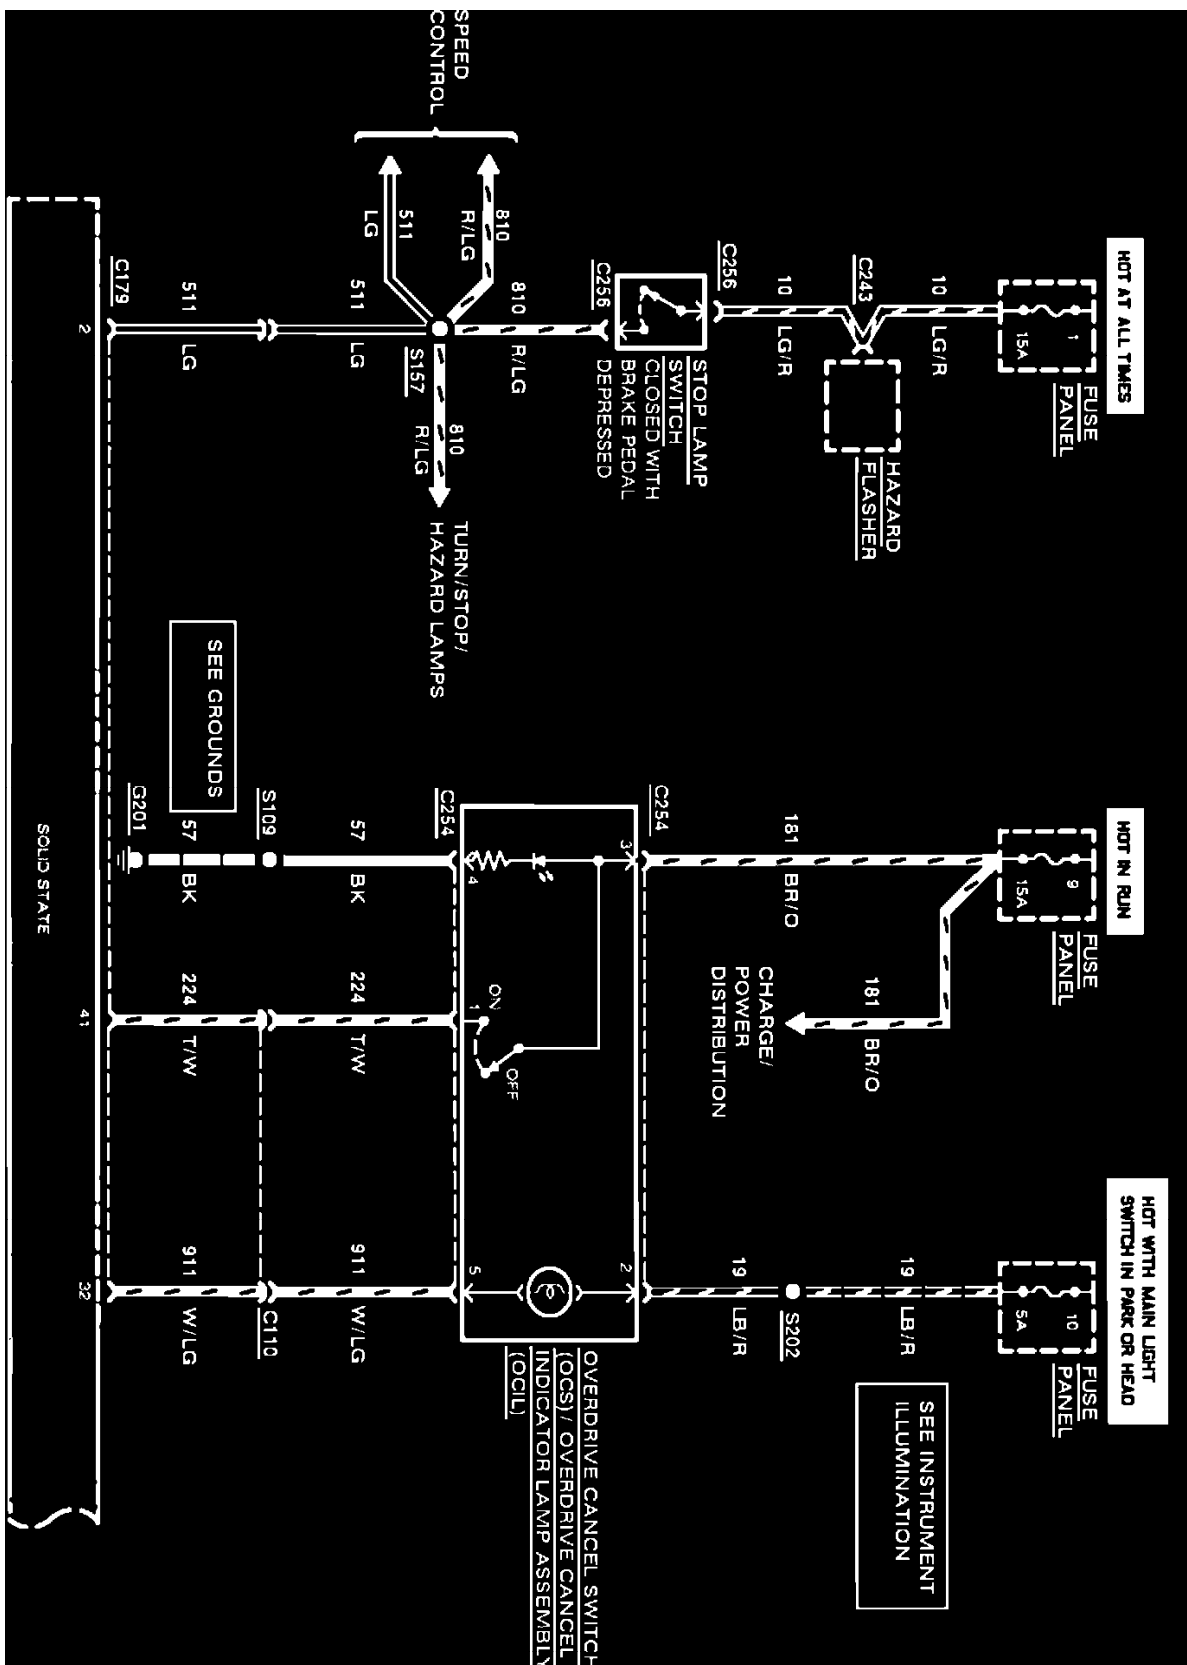 HOT AT ALL TIMES
HOT IN RUN
HOT WITH MAIN LIGHT
SWITCH IN PARK OR HEAD
1
15A
FUSE
PANEL
9
15A
FUSE
PANEL
10
5A
FUSE
PANEL
10
LG/R
C243
HAZARD
FLASHER
10
LG/R
C256
STOP LAMP
SWITCH
CLOSED WITH
BRAKE PEDAL
DEPRESSED
C256
810
R/LG
SPEED
CONTROL
810
R/LG
511
LG
S157
810
R/LG
TURN/STOP/
HAZARD LAMPS
511
LG
511
LG
C179
2
181
BR/O
181
BR/O
CHARGE/
POWER
DISTRIBUTION
19
LB/R
S202
19
LB/R
SEE INSTRUMENT
ILLUMINATION
C254
3
2
OVERDRIVE CANCEL SWITCH
(OCS)/OVERDRIVE CANCEL
INDICATOR LAMP ASSEMBLY
(OCIL)
OFF
ON
4
1
5
C254
57
BK
224
T/W
911
W/LG
S109
C110
SEE GROUNDS
57
BK
224
T/W
911
W/LG
G201
41
32
SOLID STATE